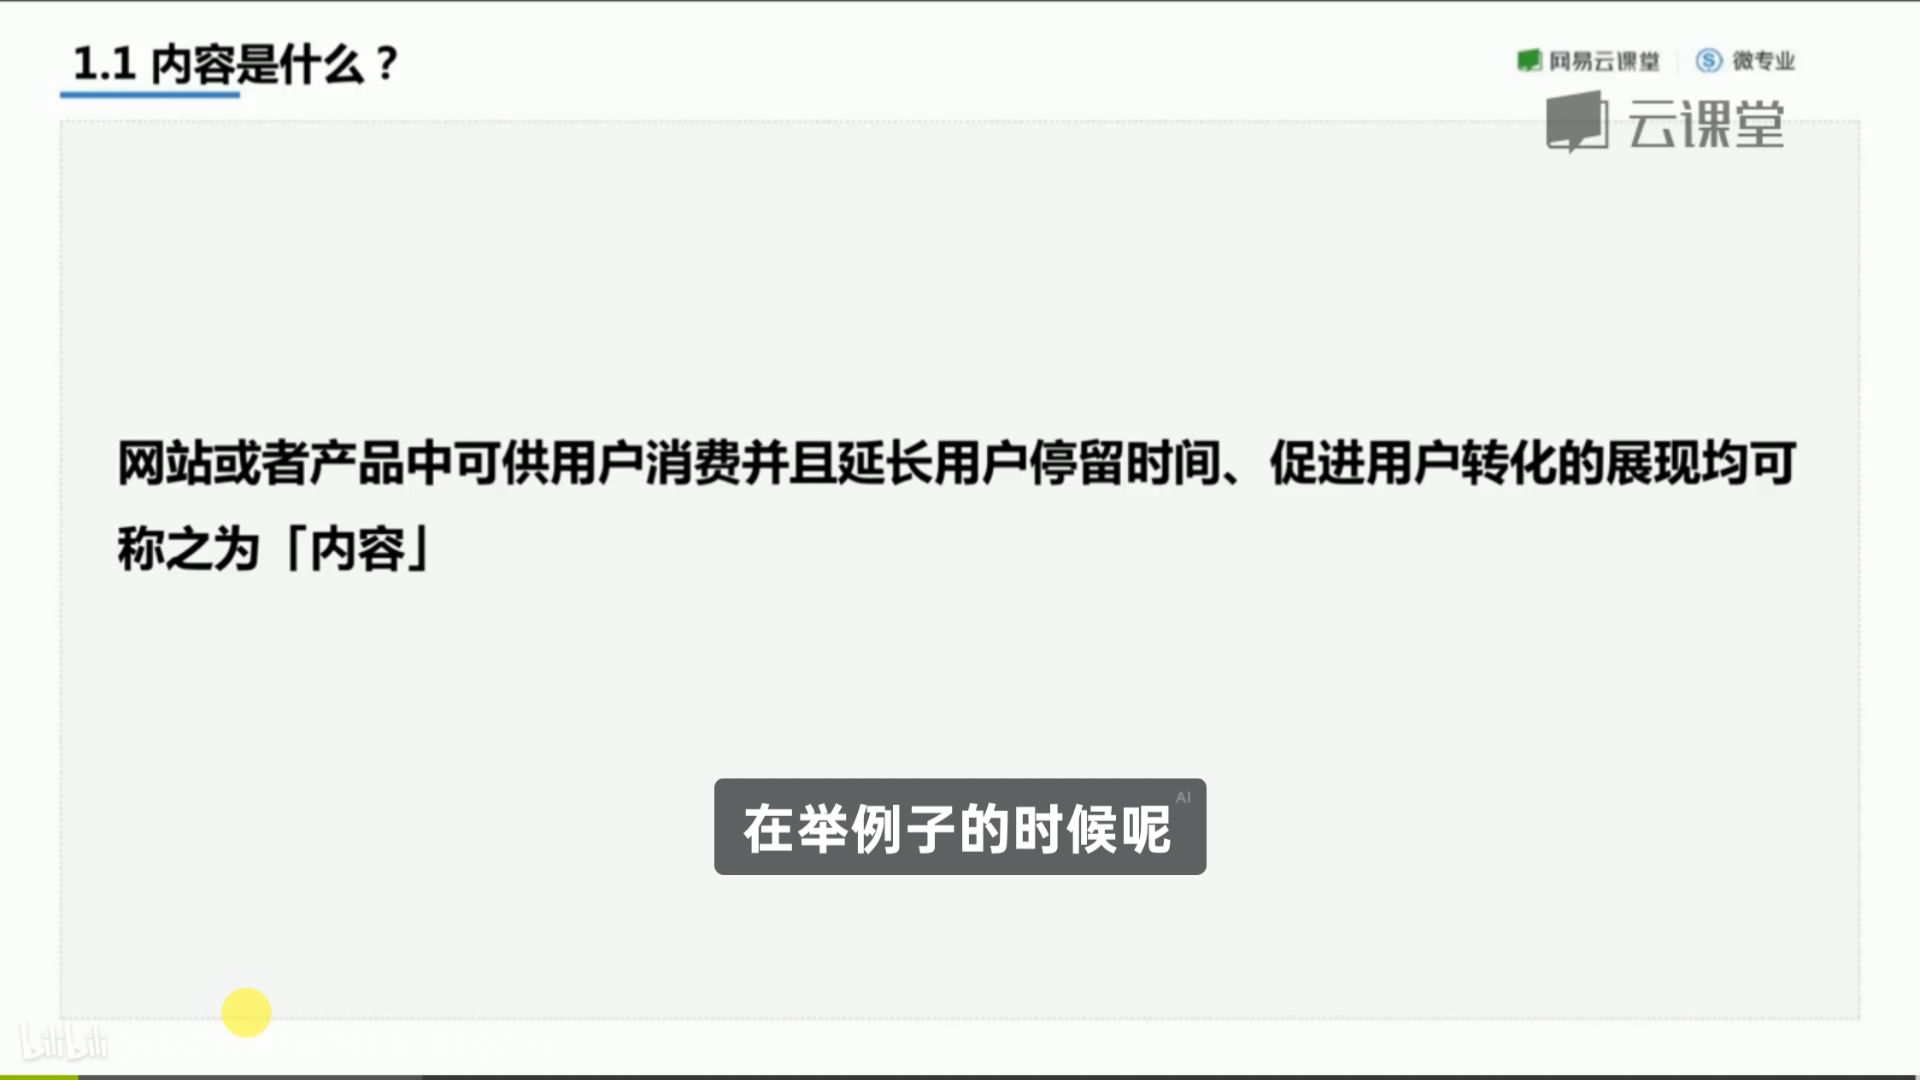 1.1 内容是什么？
网易云课堂
微专业
云课堂
网站或者产品中可供用户消费并且延长用户停留时间、促进用户转化的展现均可
称之为「内容」
AI
在举例子的时候呢
bilibili